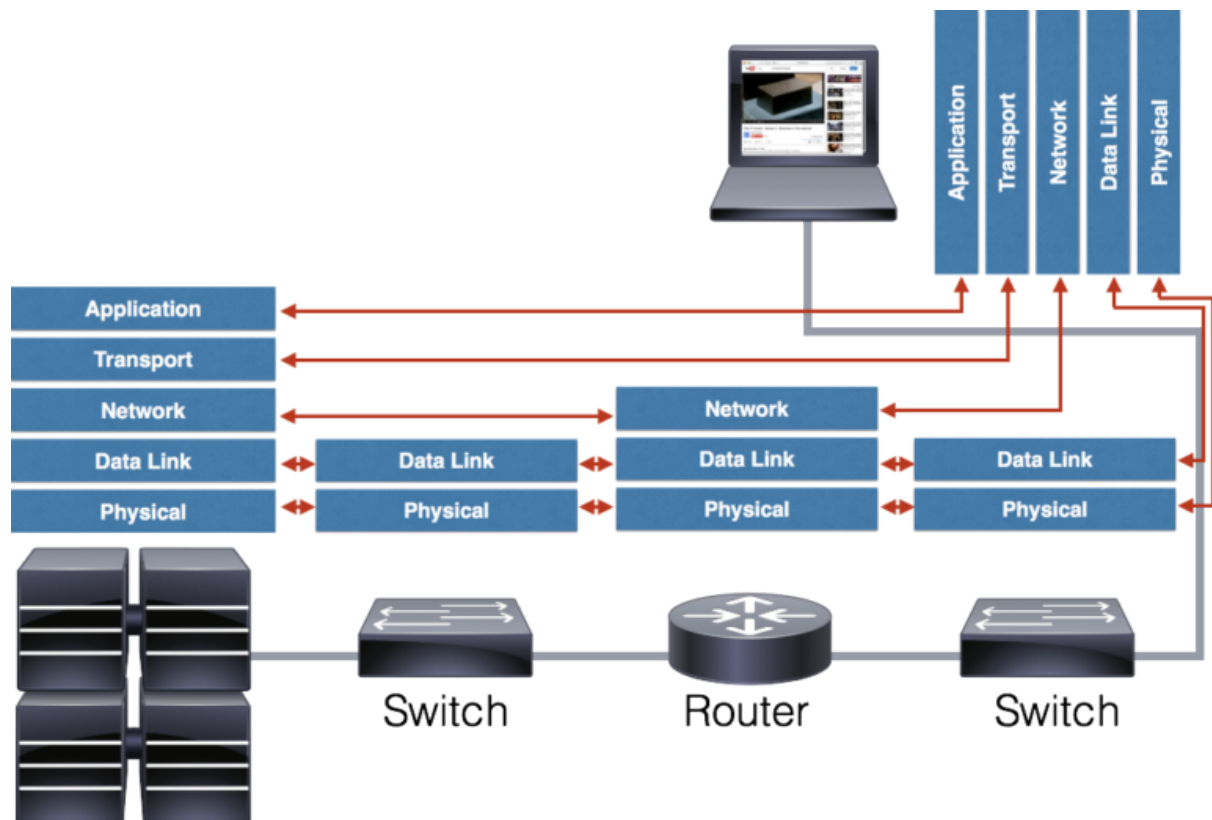 Application
Transport
Network
Data Link
Physical
Application
Transport
Network
Network
Data Link
Data Link
Data Link
Data Link
Physical
Physical
Physical
Physical
Switch
Router
Switch